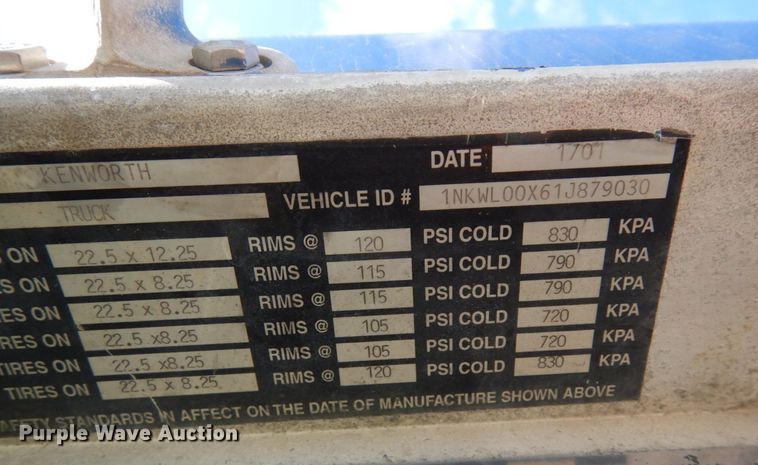 KENWORTH DATE 1/01
TRUCK VEHICLE ID # 1NKWL00X61J879030
ON 22.5 x 12.25 RIMS @ 120 PSI COLD 830 KPA
ES ON 22.5 x 8.25 RIMS @ 115 PSI COLD 790 KPA
RES ON 22.5 x 8.25 RIMS @ 115 PSI COLD 790 KPA
IRES ON 22.5 x8.25 RIMS @ 105 PSI COLD 720 KPA
TIRES ON 22.5 x8.25 RIMS @ 105 PSI COLD 720 KPA
TIRES ON 22.5 x 8.25 RIMS @ 120 PSI COLD 830 KPA
STANDARDS IN AFFECT ON THE DATE OF MANUFACTURE SHOWN ABOVE
Purple Wave Auction